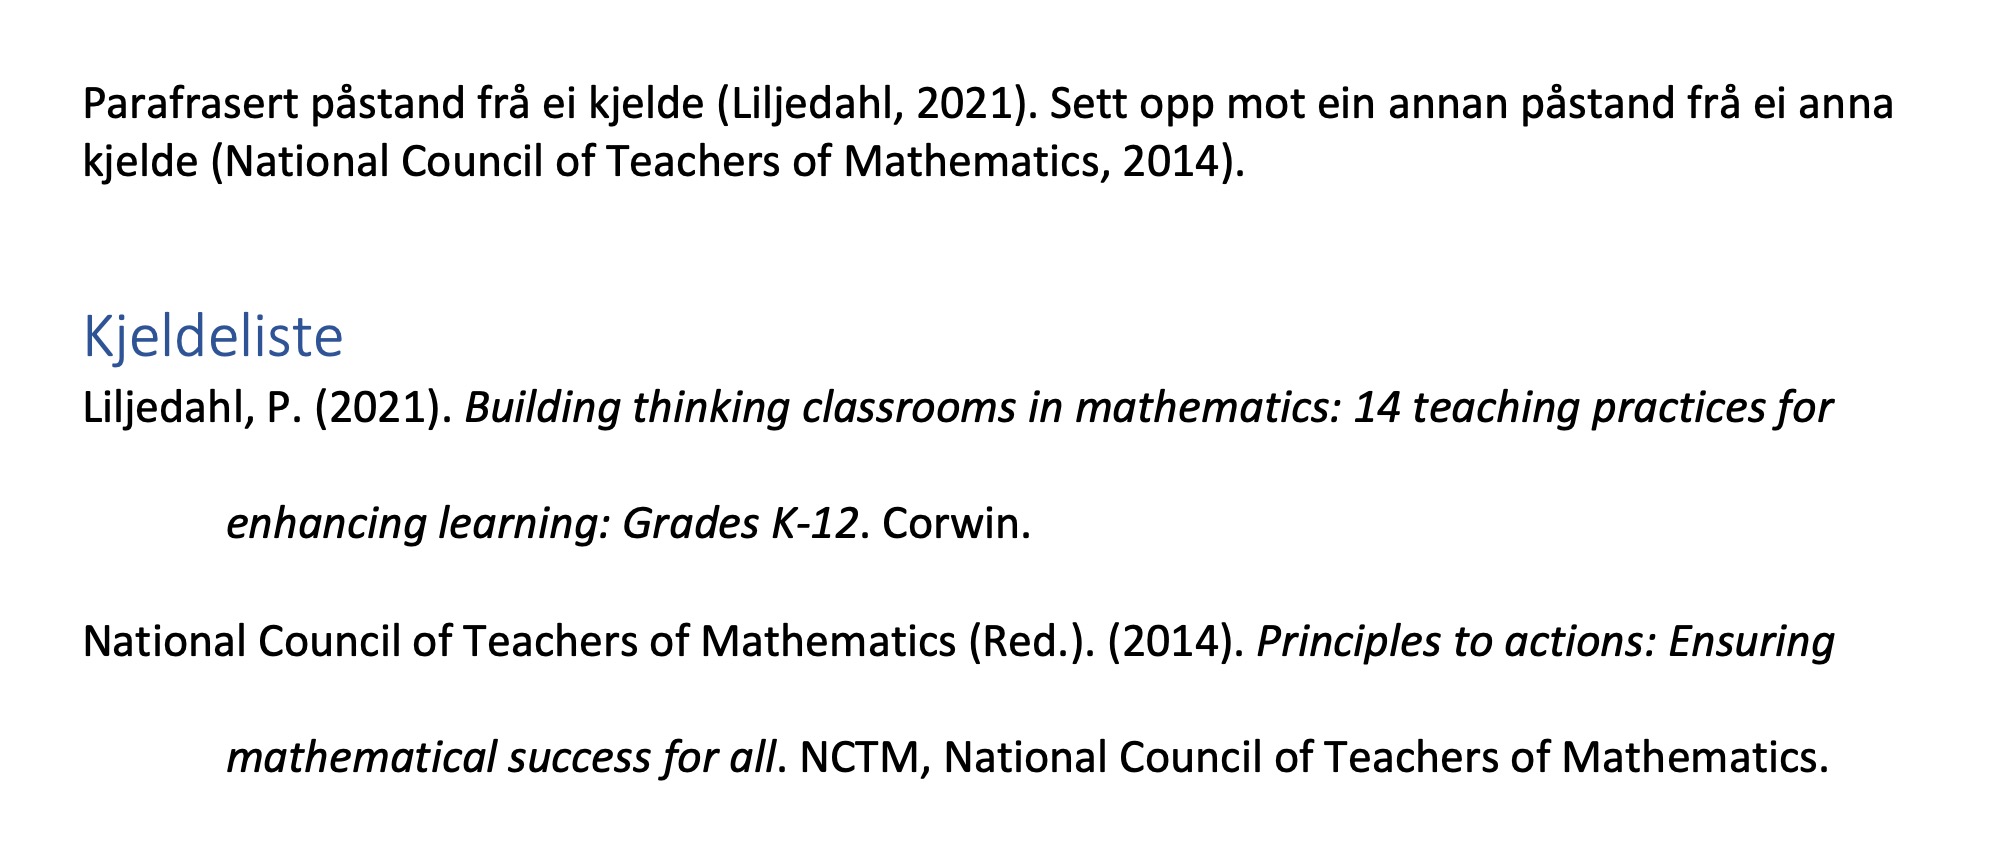 Parafrasert påstand frå ei kjelde (Liljedahl, 2021). Sett opp mot ein annan påstand frå ei anna
kjelde (National Council of Teachers of Mathematics, 2014).
Kjeldeliste
Liljedahl, P. (2021). Building thinking classrooms in mathematics: 14 teaching practices for
enhancing learning: Grades K-12. Corwin.
National Council of Teachers of Mathematics (Red.). (2014). Principles to actions: Ensuring
mathematical success for all. NCTM, National Council of Teachers of Mathematics.